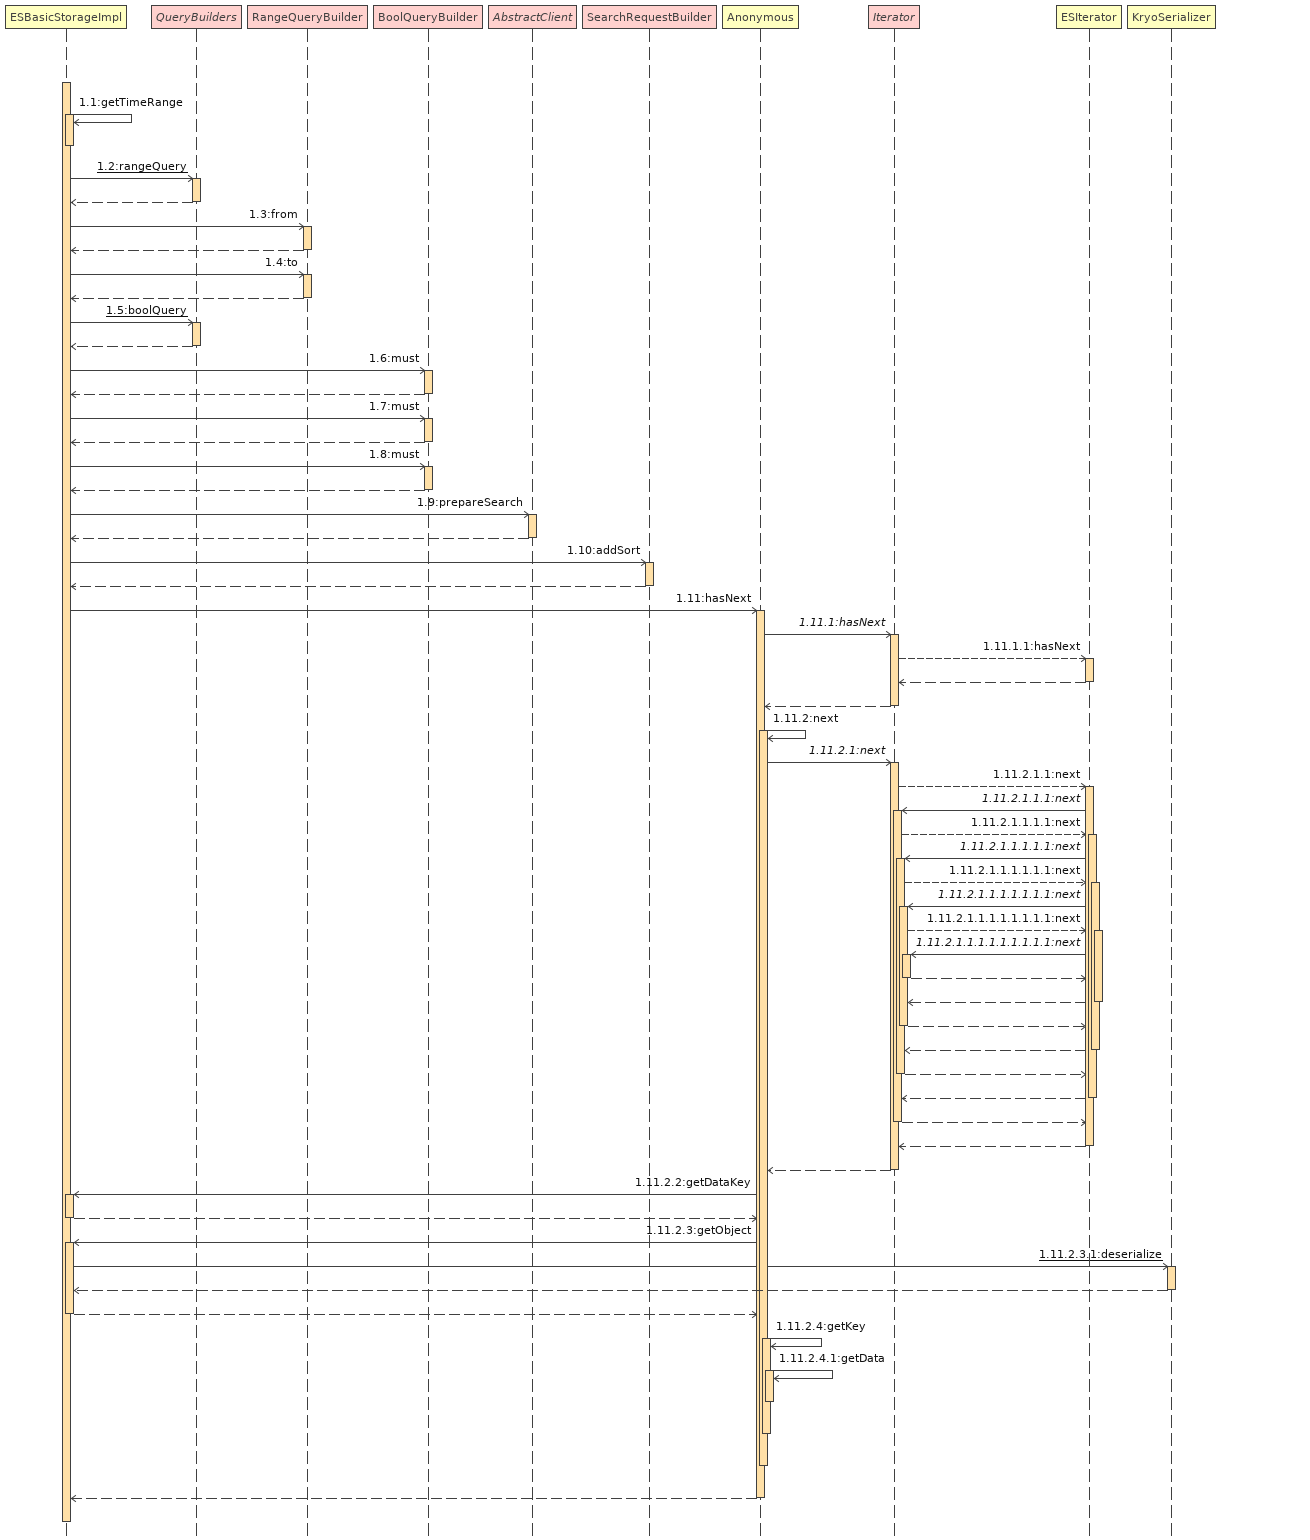 ESBasicStorageImpl
QueryBuilders
RangeQueryBuilder
BoolQueryBuilder
AbstractClient
SearchRequestBuilder
Anonymous
Iterator
ESIterator
KryoSerializer
1.1:getTimeRange
1.2:rangeQuery
1.3:from
1.4:to
1.5:boolQuery
1.6:must
1.7:must
1.8:must
1.9:prepareSearch
1.10:addSort
1.11:hasNext
1.11.1:hasNext
1.11.1.1:hasNext
1.11.2:next
1.11.2.1:next
1.11.2.1.1:next
1.11.2.1.1.1:next
1.11.2.1.1.1.1:next
1.11.2.1.1.1.1.1:next
1.11.2.1.1.1.1.1.1:next
1.11.2.1.1.1.1.1.1.1:next
1.11.2.1.1.1.1.1.1.1.1:next
1.11.2.1.1.1.1.1.1.1.1.1:next
1.11.2.2:getDataKey
1.11.2.3:getObject
1.11.2.3.1:deserialize
1.11.2.4:getKey
1.11.2.4.1:getData